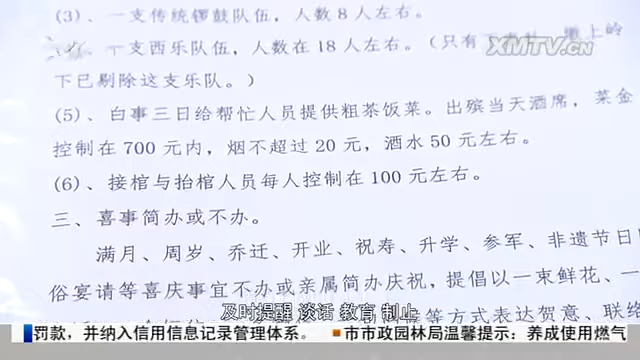 (3)、一支传统锣鼓队伍，人数8人左右。
支西乐队伍，人数在18人左右。（只有
XMTV.CN
下已剔除这支乐队。）
(5)、白事三日给帮忙人员提供粗茶饭菜。出殡当天酒席，菜金
控制在700元内，烟不超过20元，酒水50元左右。
(6)、接棺与抬棺人员每人控制在100元左右。
三、喜事简办或不办。
满月、周岁、乔迁、开业、祝寿、升学、参军、非遗节日
俗宴请等喜庆事宜不办或亲属简办庆祝，提倡以一束鲜花、一
等方式表达贺意、联络
及时提醒 谈话 教育 制止
罚款，并纳入信用信息记录管理体系。 ■市市政园林局温馨提示：养成使用燃气